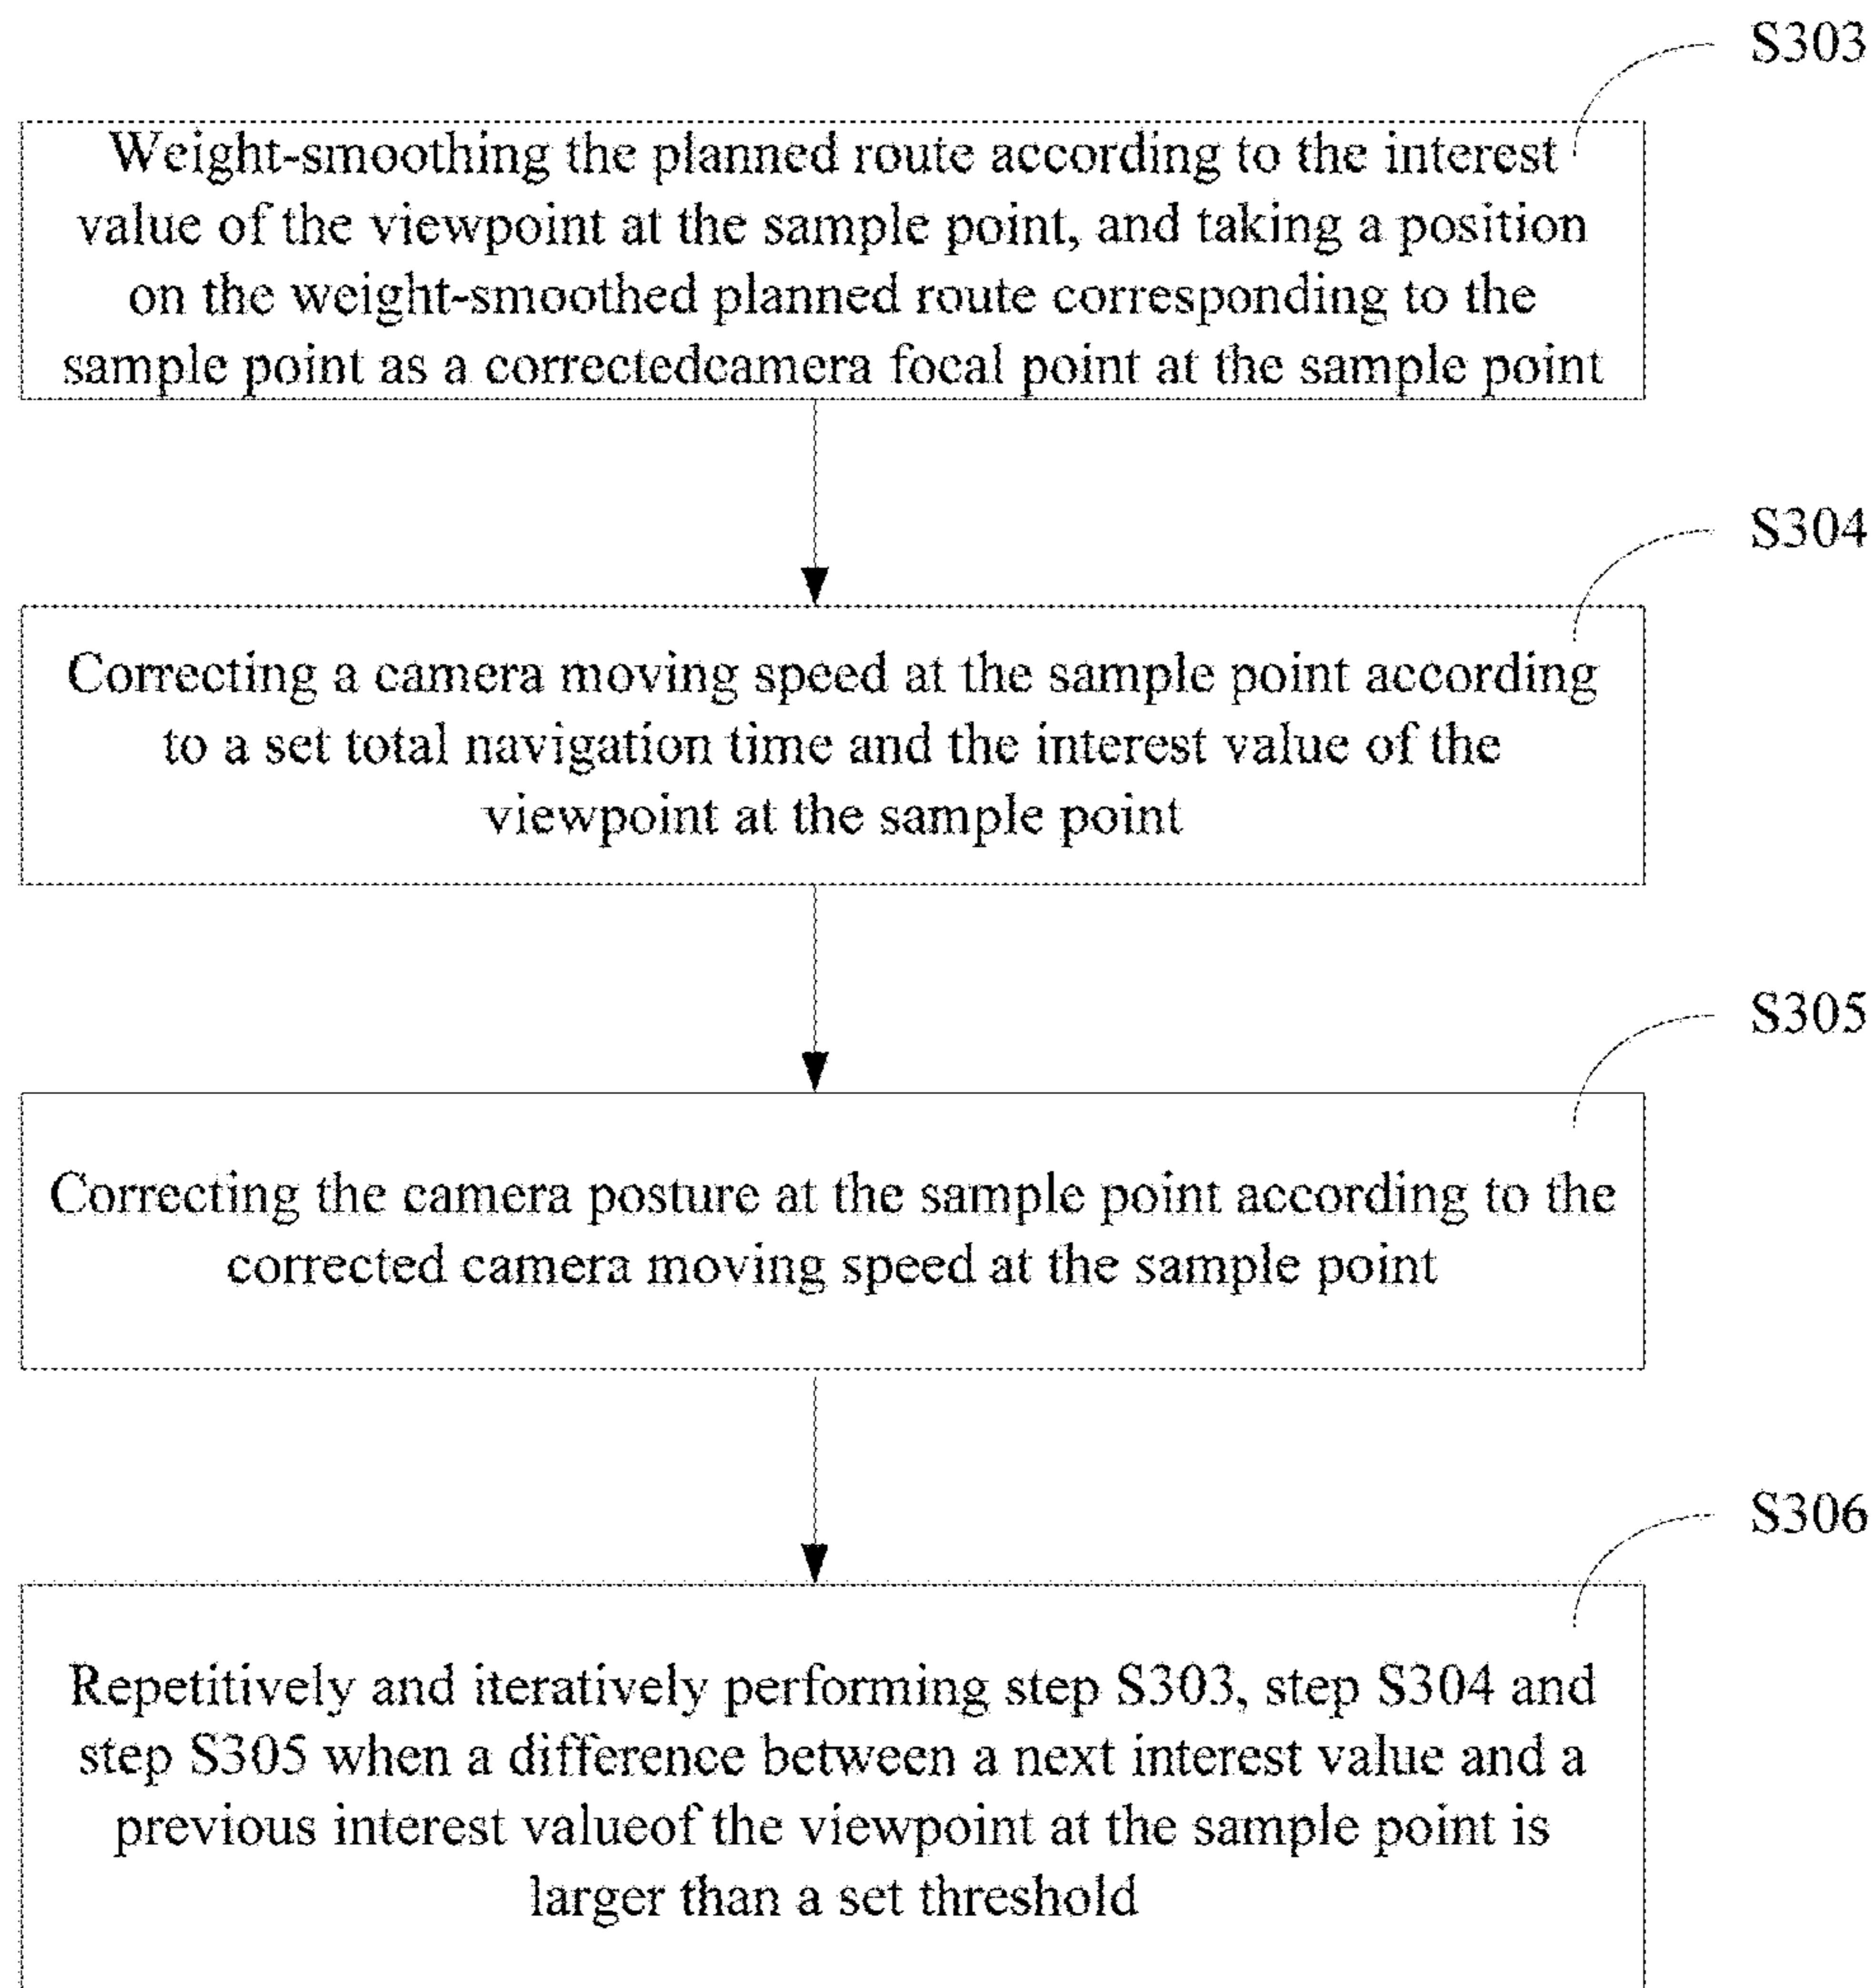 S303
Weight-smoothing the planned route according to the interest
value of the viewpoint at the sample point, and taking a position
on the weight-smoothed planned route corresponding to the
sample point as a correctedcamera focal point at the sample point
S304
Correcting a camera moving speed at the sample point according
to a set total navigation time and the interest value of the
viewpoint at the sample point
S305
Correcting the camera posture at the sample point according to the
corrected camera moving speed at the sample point
S306
Repetitively and iteratively performing step S303, step S304 and
step S305 when a difference between a next interest value and a
previous interest valueof the viewpoint at the sample point is
larger than a set threshold